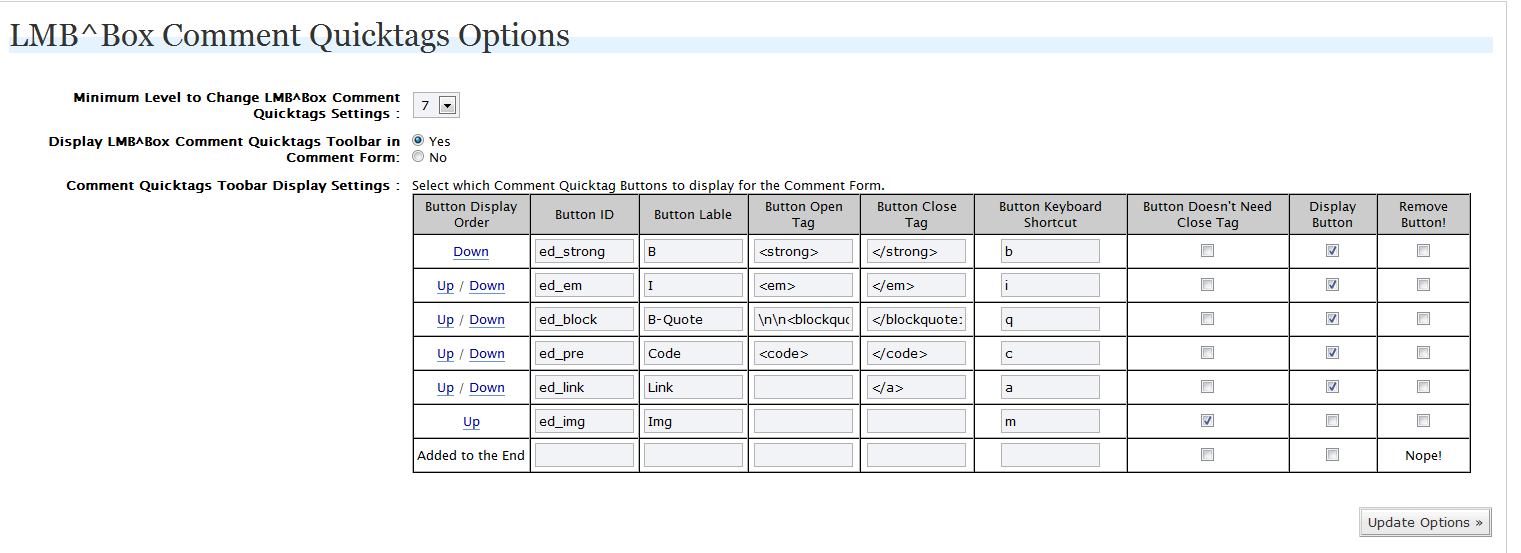 LMB^Box Comment Quicktags Options
Minimum Level to Change LMB^Box Comment
Quicktags Settings :
7
Display LMB^Box Comment Quicktags Toolbar in
Comment Form:
Yes
No
Comment Quicktags Toobar Display Settings :
Select which Comment Quicktag Buttons to display for the Comment Form.
Button Display Order Button ID Button Lable Button Open Tag Button Close Tag Button Keyboard Shortcut Button Doesn't Need Close Tag Display Button Remove Button!
Down ed_strong B <strong> </strong> b
Up / Down ed_em I <em> </em> i
Up / Down ed_block B-Quote \n\n<blockquo </blockquote: q
Up / Down ed_pre Code <code> </code> c
Up / Down ed_link Link </a> a
Up ed_img Img m
Added to the End Nope!
Update Options »